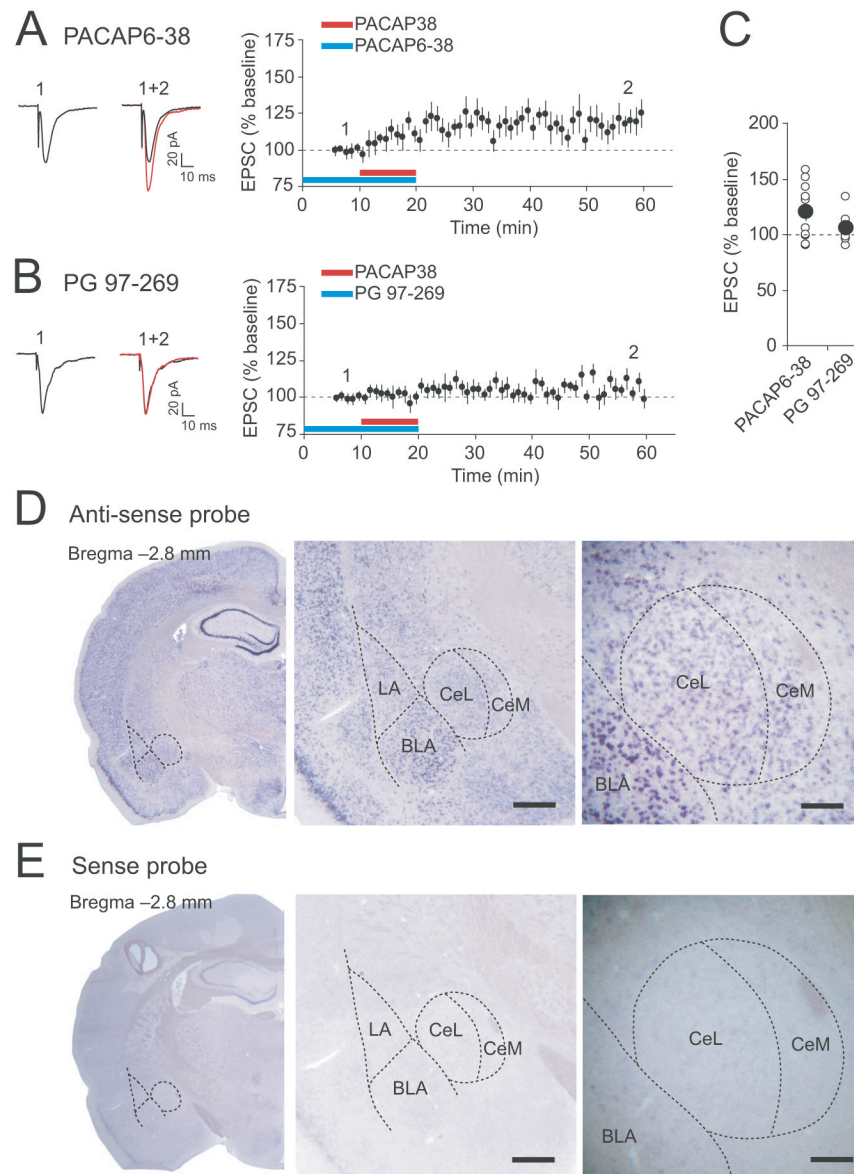 A PACAP6-38
1
1+2
20 pA
10 ms
PACAP38
PACAP6-38
EPSC (% baseline)
175
150
125
100
75
1
2
0 10 20 30 40 50 60
Time (min)
B PG 97-269
1
1+2
20 pA
10 ms
PACAP38
PG 97-269
EPSC (% baseline)
175
150
125
100
75
1
2
0 10 20 30 40 50 60
Time (min)
C
EPSC (% baseline)
200
150
100
50
0
PACAP6-38
PG 97-269
D Anti-sense probe
Bregma –2.8 mm
LA
CeL
CeM
BLA
CeL
CeM
BLA
E Sense probe
Bregma –2.8 mm
LA
CeL
CeM
BLA
CeL
CeM
BLA